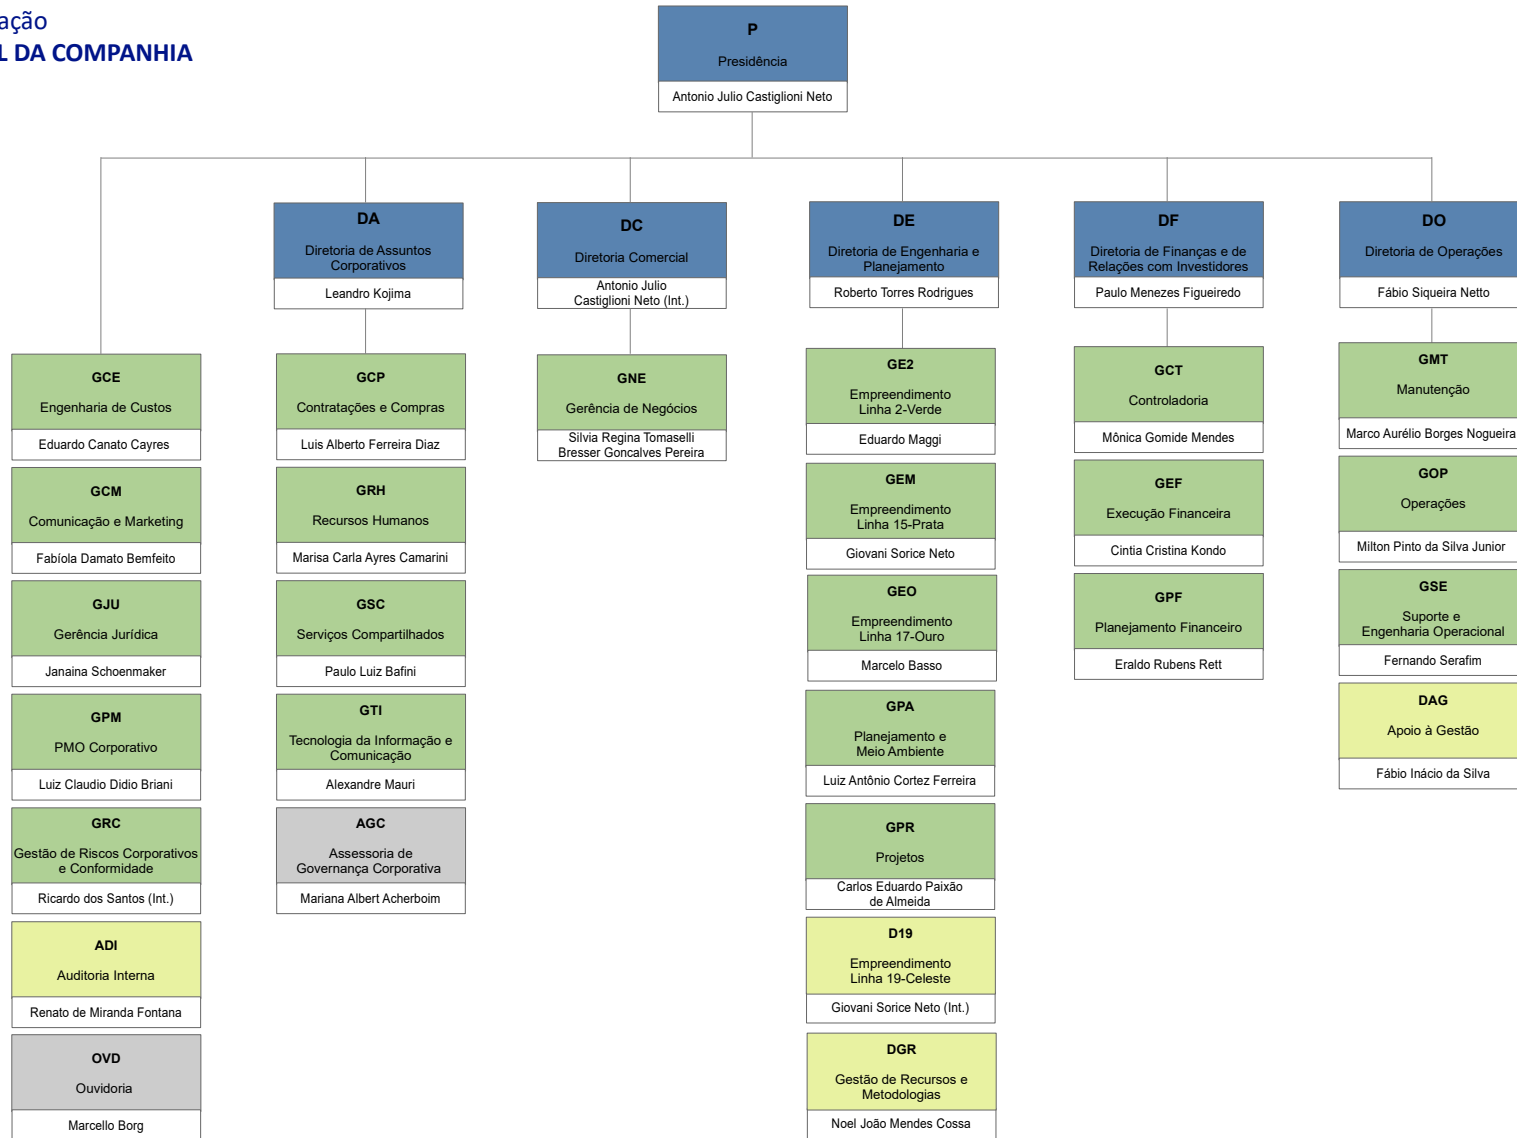 ação
L DA COMPANHIA
P
Presidência
Antonio Julio Castiglioni Neto
DA
Diretoria de Assuntos
Corporativos
Leandro Kojima
DC
Diretoria Comercial
Antonio Julio
Castiglioni Neto (Int.)
DE
Diretoria de Engenharia e
Planejamento
Roberto Torres Rodrigues
DF
Diretoria de Finanças e de
Relações com Investidores
Paulo Menezes Figueiredo
DO
Diretoria de Operações
Fábio Siqueira Netto
GCE
Engenharia de Custos
Eduardo Canato Cayres
GCM
Comunicação e Marketing
Fabíola Damato Bemfeito
GJU
Gerência Jurídica
Janaina Schoenmaker
GPM
PMO Corporativo
Luiz Claudio Didio Briani
GRC
Gestão de Riscos Corporativos
e Conformidade
Ricardo dos Santos (Int.)
ADI
Auditoria Interna
Renato de Miranda Fontana
OVD
Ouvidoria
Marcello Borg
GCP
Contratações e Compras
Luis Alberto Ferreira Diaz
GRH
Recursos Humanos
Marisa Carla Ayres Camarini
GSC
Serviços Compartilhados
Paulo Luiz Bafini
GTI
Tecnologia da Informação e
Comunicação
Alexandre Mauri
AGC
Assessoria de
Governança Corporativa
Mariana Albert Acherboim
GNE
Gerência de Negócios
Silvia Regina Tomaselli
Bresser Goncalves Pereira
GE2
Empreendimento
Linha 2-Verde
Eduardo Maggi
GEM
Empreendimento
Linha 15-Prata
Giovani Sorice Neto
GEO
Empreendimento
Linha 17-Ouro
Marcelo Basso
GPA
Planejamento e
Meio Ambiente
Luiz Antônio Cortez Ferreira
GPR
Projetos
Carlos Eduardo Paixão
de Almeida
D19
Empreendimento
Linha 19-Celeste
Giovani Sorice Neto (Int.)
DGR
Gestão de Recursos e
Metodologias
Noel João Mendes Cossa
GCT
Controladoria
Mônica Gomide Mendes
GEF
Execução Financeira
Cintia Cristina Kondo
GPF
Planejamento Financeiro
Eraldo Rubens Rett
GMT
Manutenção
Marco Aurélio Borges Nogueira
GOP
Operações
Milton Pinto da Silva Junior
GSE
Suporte e
Engenharia Operacional
Fernando Serafim
DAG
Apoio à Gestão
Fábio Inácio da Silva